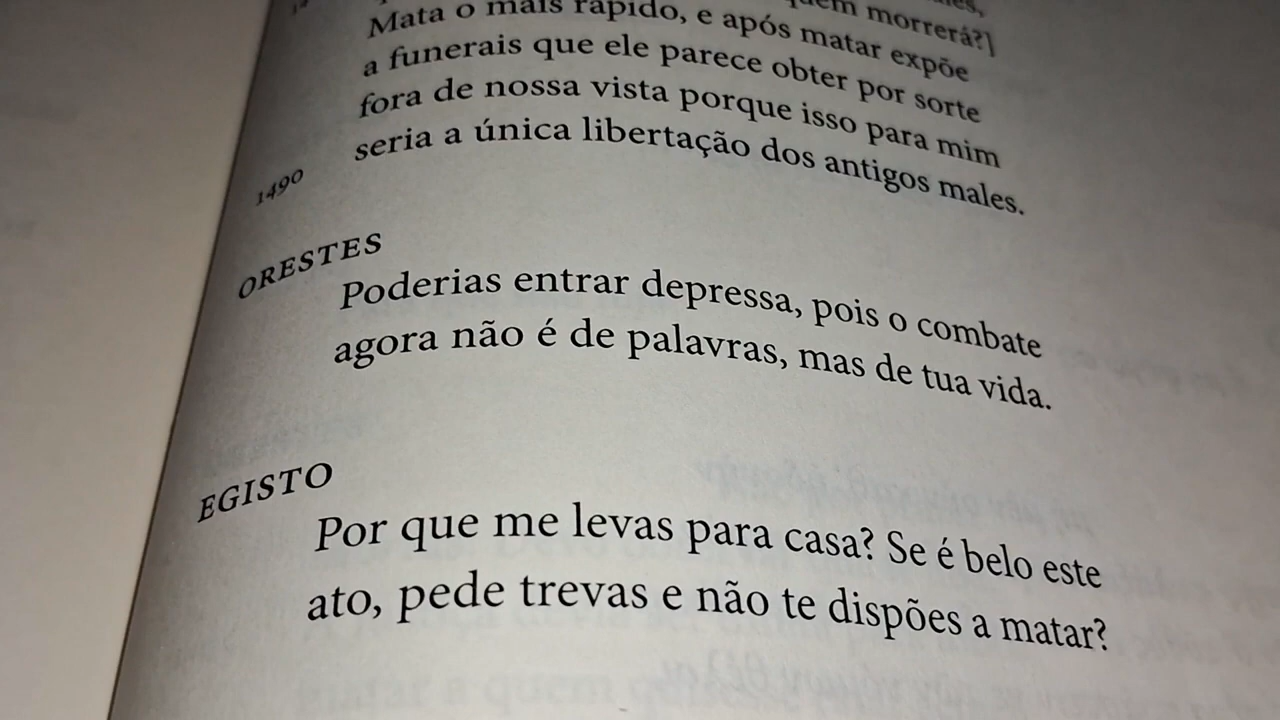 quem morrerá?]
Mata o mais rápido, e após matar expõe
a funerais que ele parece obter por sorte
fora de nossa vista porque isso para mim
seria a única libertação dos antigos males.
1490
ORESTES
Poderias entrar depressa, pois o combate
agora não é de palavras, mas de tua vida.
EGISTO
Por que me levas para casa? Se é belo este
ato, pede trevas e não te dispões a matar?